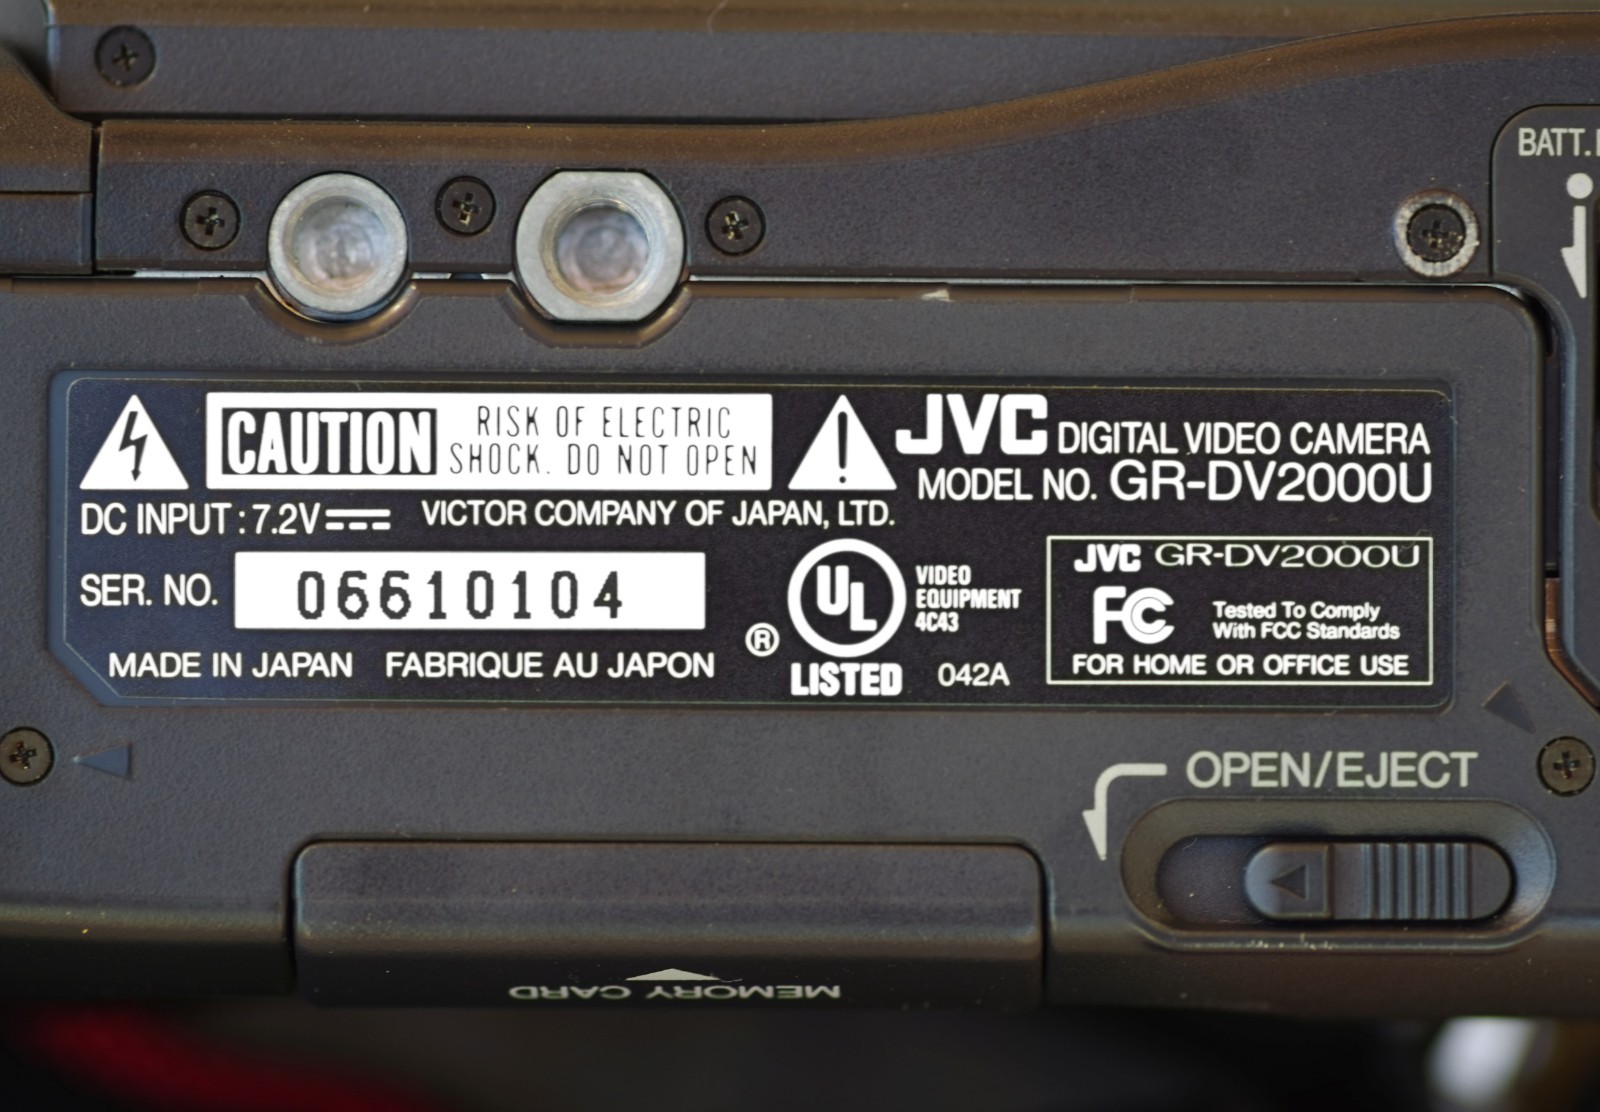 BATT.
CAUTION RISK OF ELECTRIC SHOCK. DO NOT OPEN
JVC DIGITAL VIDEO CAMERA
MODEL NO. GR-DV2000U
DC INPUT : 7.2V
VICTOR COMPANY OF JAPAN, LTD.
SER. NO. 06610104
MADE IN JAPAN FABRIQUE AU JAPON
® UL LISTED
VIDEO
EQUIPMENT
4C43
042A
JVC GR-DV2000U
FC Tested To Comply
With FCC Standards
FOR HOME OR OFFICE USE
OPEN/EJECT
MEMORY CARD